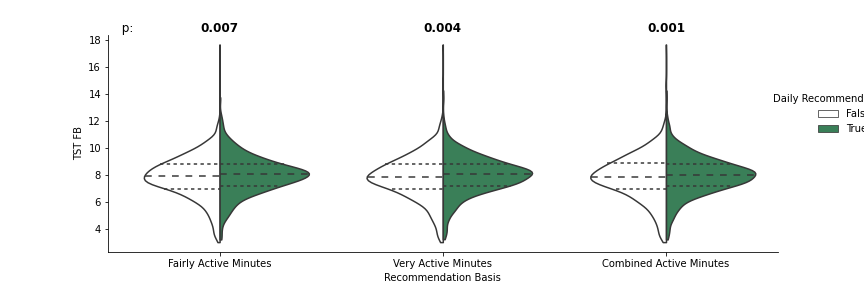 p: 0.007 0.004 0.001
18
16
14
12
10
8
6
4
TST FB
Daily Recommend
Fals
True
Fairly Active Minutes Very Active Minutes Combined Active Minutes
Recommendation Basis